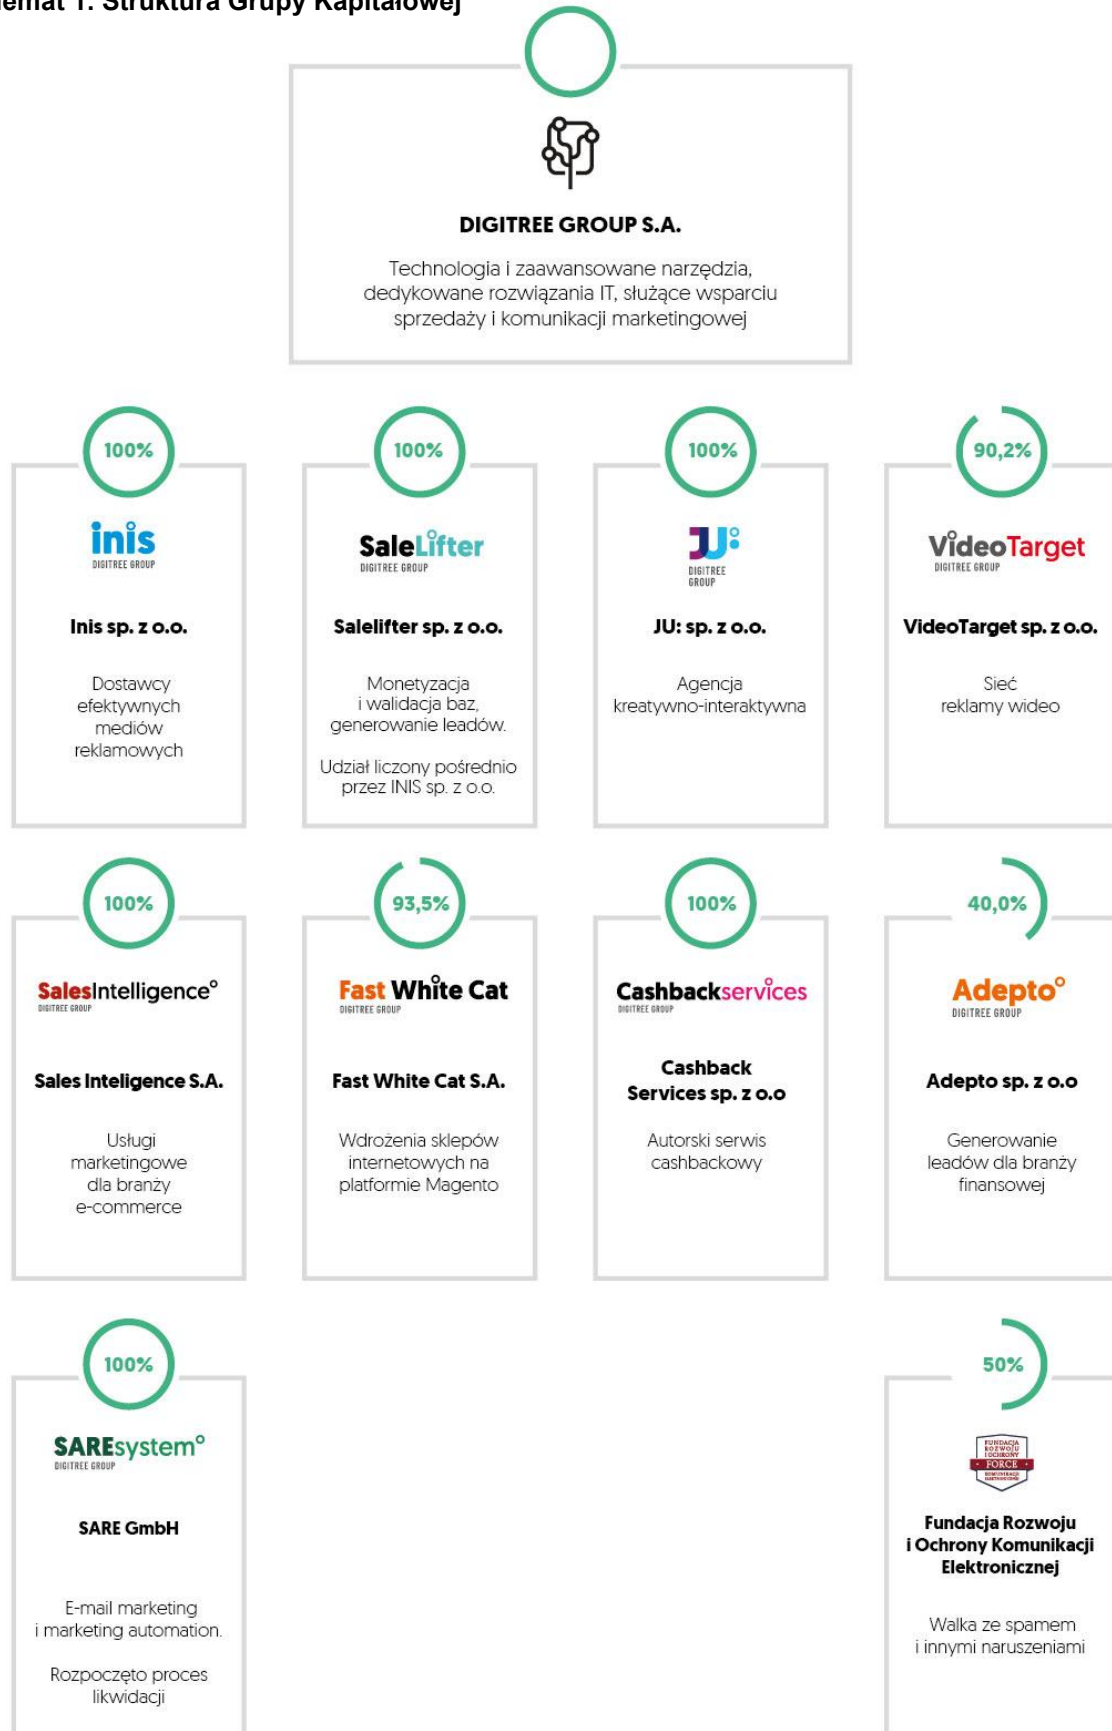 emat 1. Struktura Grupy Kapitałowej
DIGITREE GROUP S.A.
Technologia i zaawansowane narzędzia,
dedykowane rozwiązania IT, służące wsparciu
sprzedaży i komunikacji marketingowej
100%
inis
DIGITREE GROUP
Inis sp. z o.o.
Dostawcy
efektywnych
mediów
reklamowych
100%
SaleLifter
DIGITREE GROUP
Salelifter sp. z o.o.
Monetyzacja
i walidacja baz,
generowanie leadów.
Udział liczony pośrednio
przez INIS sp. z o.o.
100%
JU:
DIGITREE
GROUP
JU: sp. z o.o.
Agencja
kreatywno-interaktywna
90,2%
VideoTarget
DIGITREE GROUP
VideoTarget sp. z o.o.
Sieć
reklamy wideo
100%
SalesIntelligence°
DIGITREE GROUP
Sales Inteligence S.A.
Usługi
marketingowe
dla branży
e-commerce
93,5%
Fast White Cat
DIGITREE GROUP
Fast White Cat S.A.
Wdrożenia sklepów
internetowych na
platformie Magento
100%
Cashbackservices
DIGITREE GROUP
Cashback
Services sp. z o.o
Autorski serwis
cashbackowy
40,0%
Adepto°
DIGITREE GROUP
Adepto sp. z o.o
Generowanie
leadów dla branży
finansowej
100%
SAREsystem°
DIGITREE GROUP
SARE GmbH
E-mail marketing
i marketing automation.
Rozpoczęto proces
likwidacji
50%
FUNDACJA
ROZWOJU
I OCHRONY
FORCE
KOMUNIKACJI
ELEKTRONICZNEJ
Fundacja Rozwoju
i Ochrony Komunikacji
Elektronicznej
Walka ze spamem
i innymi naruszeniami